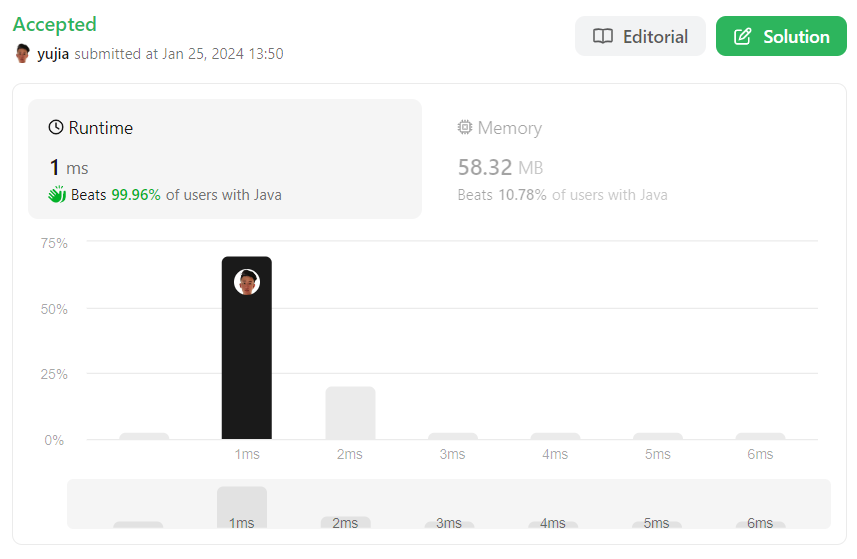 Accepted
yujia submitted at Jan 25, 2024 13:50
Editorial
Solution
Runtime
1 ms
Beats 99.96% of users with Java
Memory
58.32 MB
Beats 10.78% of users with Java
75%
50%
25%
0%
1ms 2ms 3ms 4ms 5ms 6ms
1ms 2ms 3ms 4ms 5ms 6ms